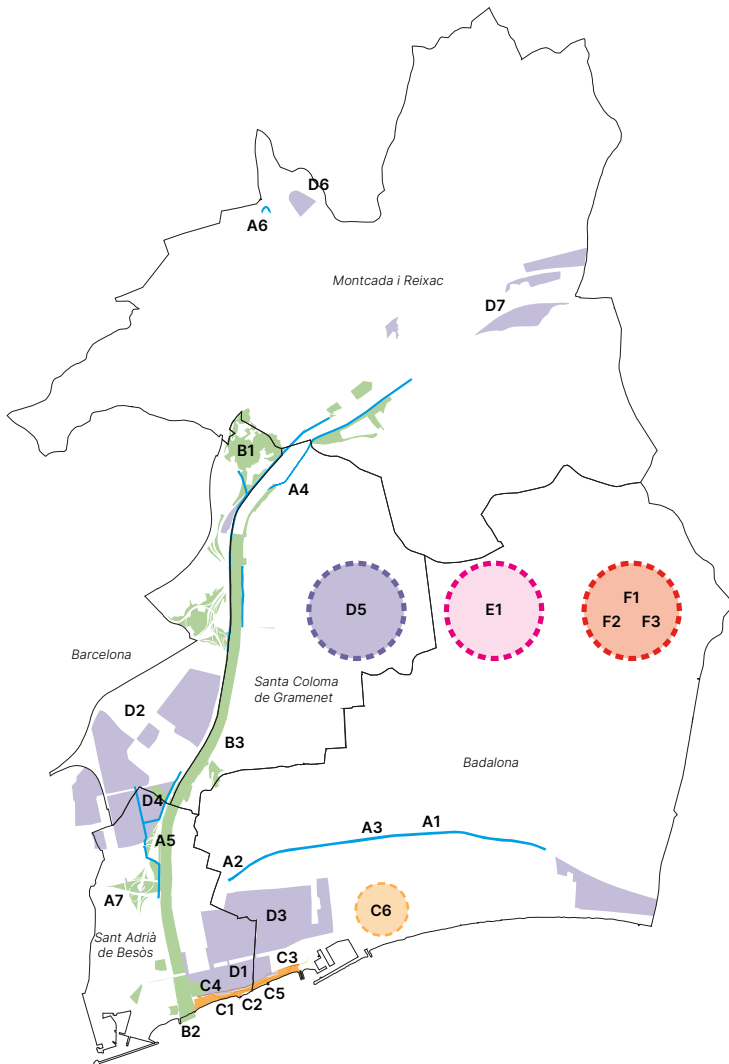 D6
A6
Montcada i Reixac
D7
B1
A4
D5
E1
F1
F2 F3
Barcelona
Santa Coloma
de Gramenet
D2
B3
Badalona
D4
A5
A3
A1
A2
A7
C6
D3
Sant Adrià
de Besòs
D1
C3
C4
C5
C2
C1
B2